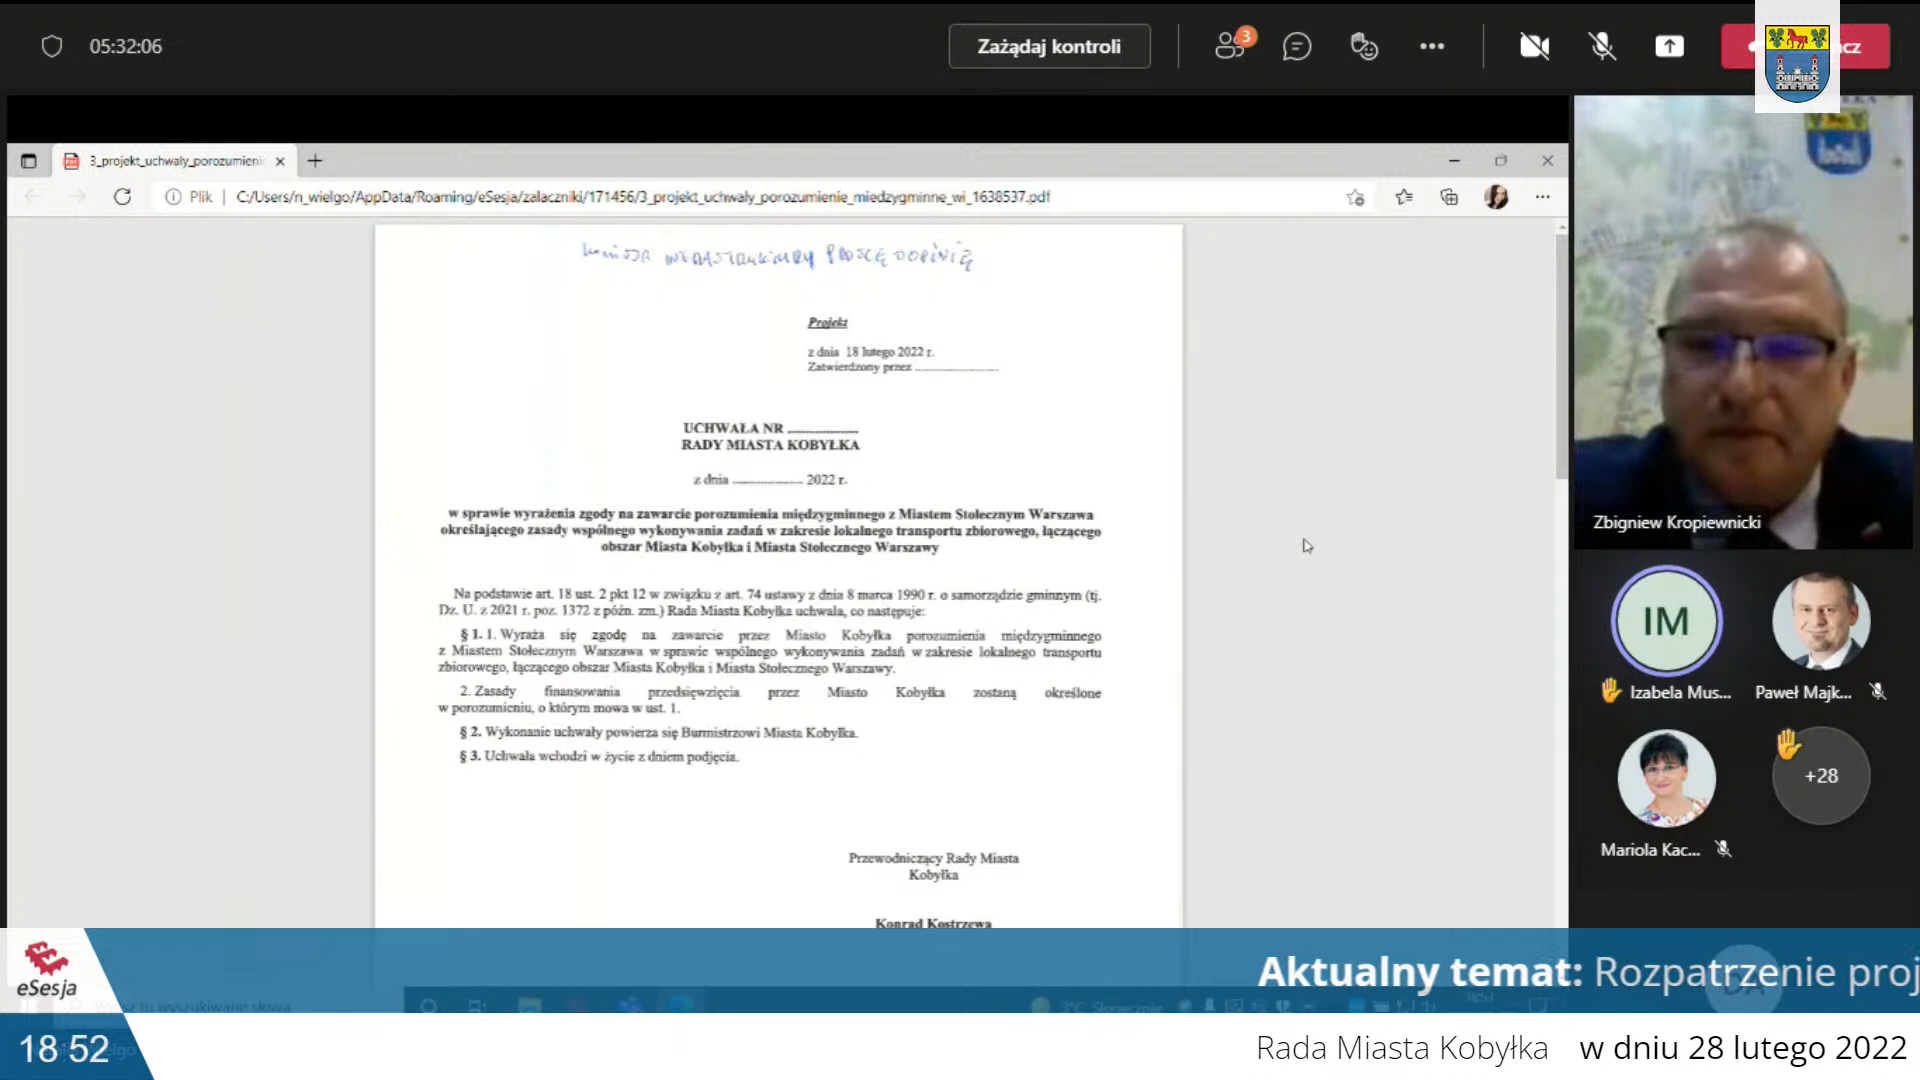 05:32:06
Zażądaj kontroli
3
3_projekt_uchwaly_porozumieni
Plik
C:/Users/n_wielgo/AppData/Roaming/eSesja/zalaczniki/171456/3_projekt_uchwaly_porozumienie_miedzygminne_wi_1638537.pdf
Projekt
z dnia 18 lutego 2022 r.
Zatwierdzony przez ........................
UCHWAŁA NR ....................
RADY MIASTA KOBYŁKA
z dnia .................... 2022 r.
w sprawie wyrażenia zgody na zawarcie porozumienia międzygminnego z Miastem Stołecznym Warszawa
określającego zasady wspólnego wykonywania zadań w zakresie lokalnego transportu zbiorowego, łączącego
obszar Miasta Kobyłka i Miasta Stołecznego Warszawy
Na podstawie art. 18 ust. 2 pkt 12 w związku z art. 74 ustawy z dnia 8 marca 1990 r. o samorządzie gminnym (tj.
Dz. U. z 2021 r. poz. 1372 z późn. zm.) Rada Miasta Kobyłka uchwala, co następuje:
§ 1. 1. Wyraża się zgodę na zawarcie przez Miasto Kobyłka porozumienia międzygminnego
z Miastem Stołecznym Warszawa w sprawie wspólnego wykonywania zadań w zakresie lokalnego transportu
zbiorowego, łączącego obszar Miasta Kobyłka i Miasta Stołecznego Warszawy.
2. Zasady finansowania przedsięwzięcia przez Miasto Kobyłka zostaną określone
w porozumieniu, o którym mowa w ust. 1.
§ 2. Wykonanie uchwały powierza się Burmistrzowi Miasta Kobyłka.
§ 3. Uchwała wchodzi w życie z dniem podjęcia.
Przewodniczący Rady Miasta
Kobyłka
Konrad Kostrzewa
Zbigniew Kropiewnicki
IM
Izabela Mus...
Paweł Majk...
Mariola Kac...
+28
eSesja
Aktualny temat: Rozpatrzenie proj
18:52
Rada Miasta Kobyłka w dniu 28 lutego 2022